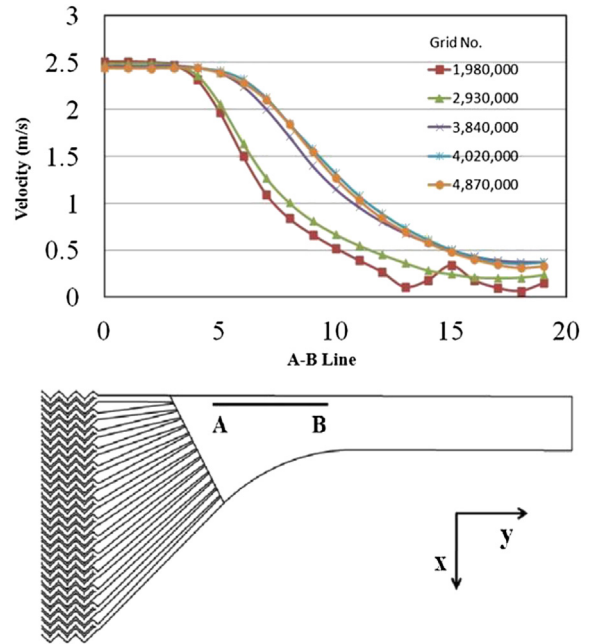 3
2.5
2
1.5
1
0.5
0
Velocity (m/s)
Grid No.
1,980,000
2,930,000
3,840,000
4,020,000
4,870,000
0 5 10 15 20
A-B Line
A B
x y